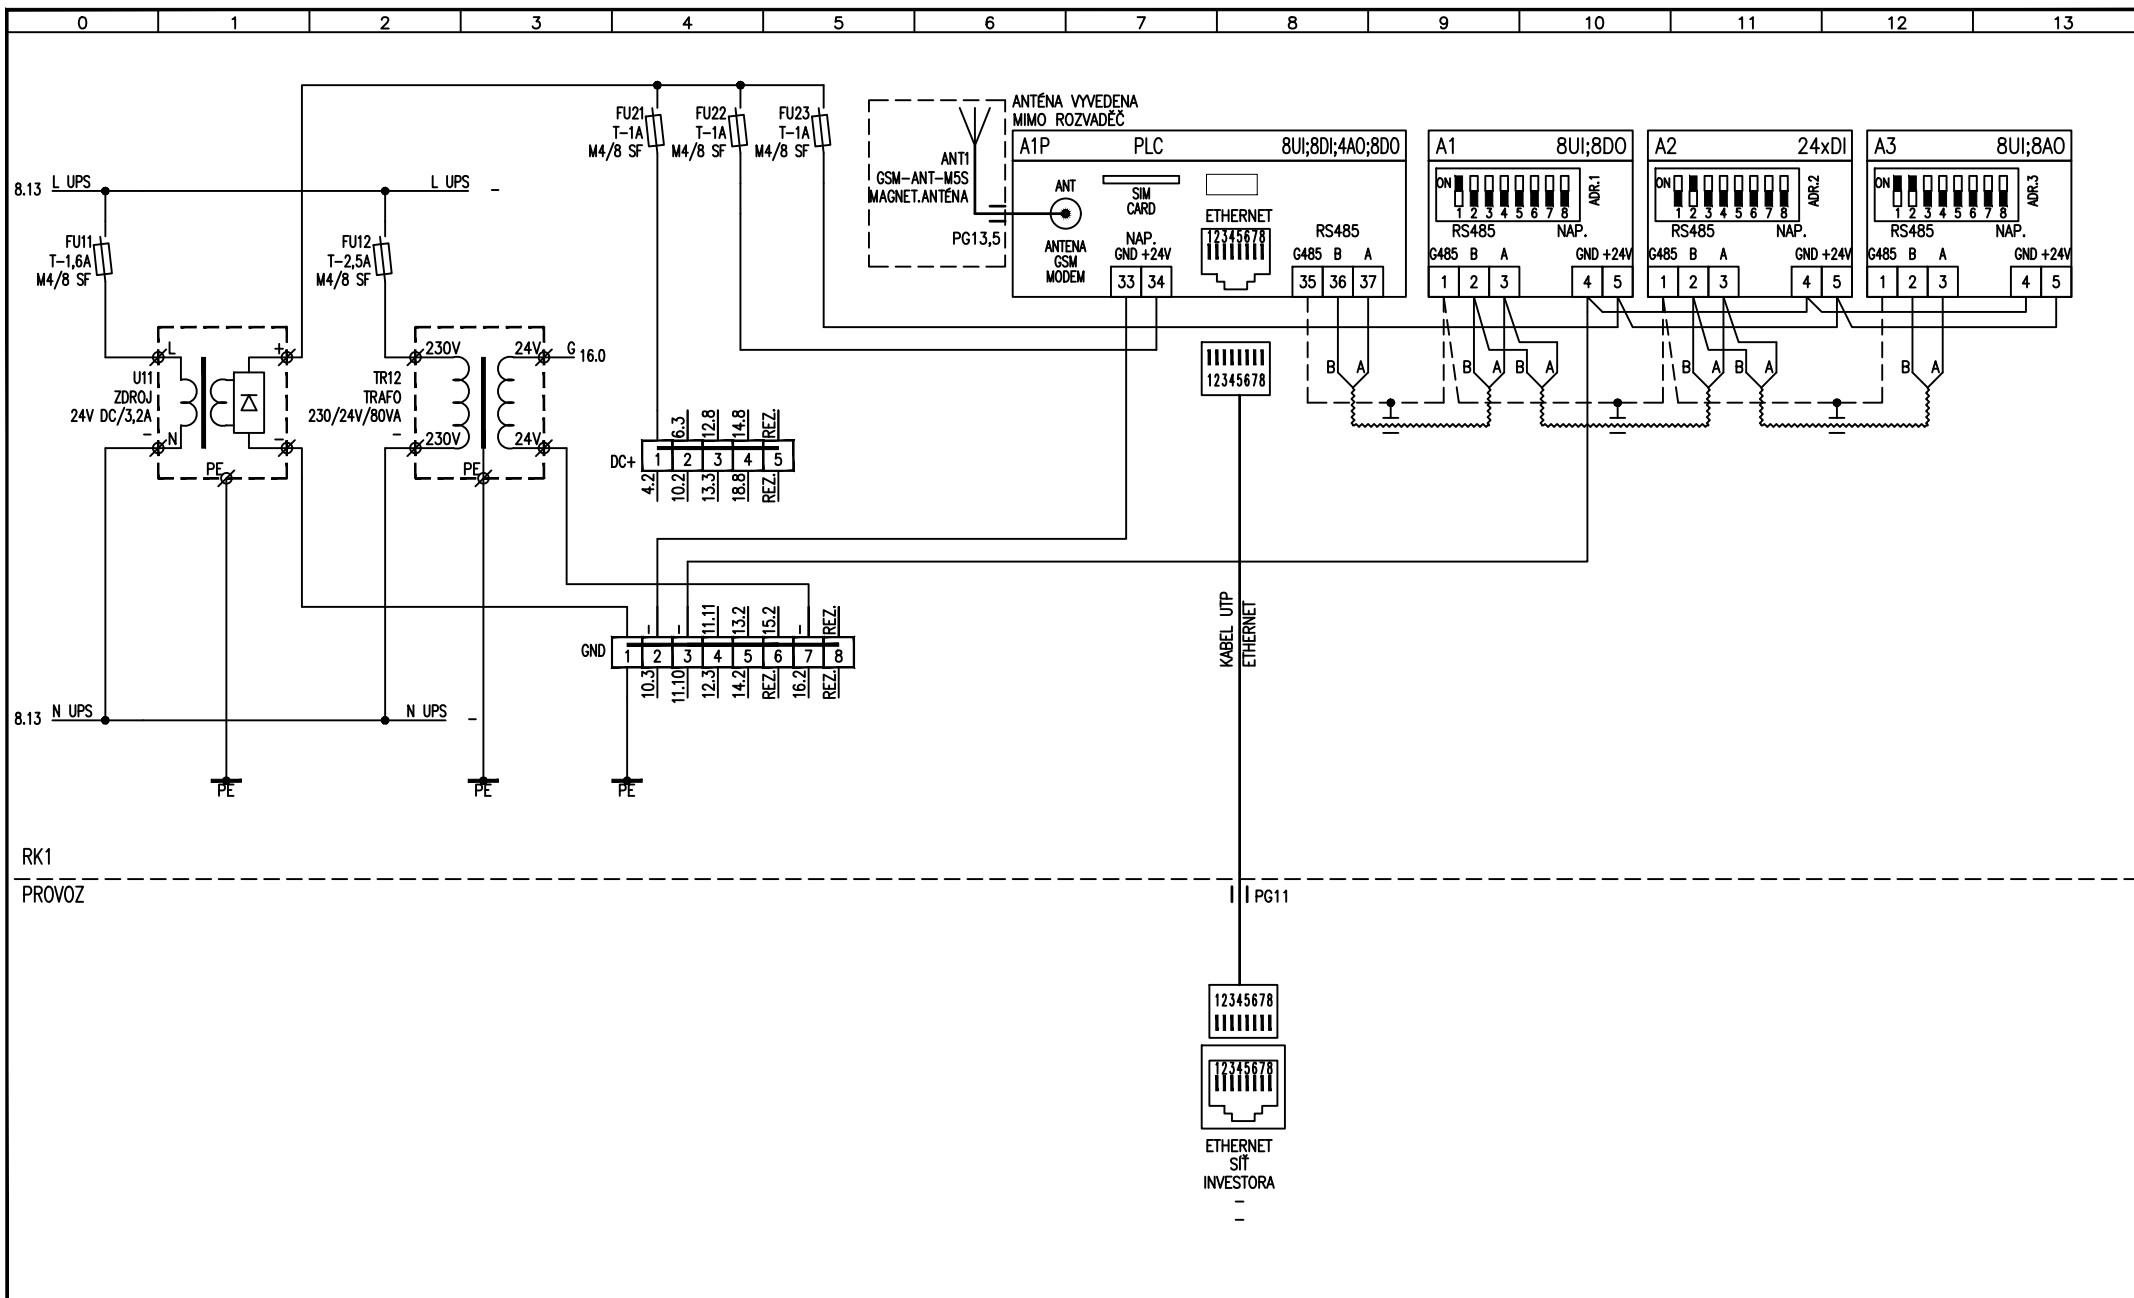 0 1 2 3 4 5 6 7 8 9 10 11 12 13
8.13 L UPS
L UPS -
FU11
T-1,6A
M4/8 SF
FU12
T-2,5A
M4/8 SF
FU21
T-1A
M4/8 SF
FU22
T-1A
M4/8 SF
FU23
T-1A
M4/8 SF
ANT1
GSM-ANT-M5S
MAGNET.ANTÉNA
PG13,5
ANTÉNA VYVEDENA
MIMO ROZVADĚČ
A1P PLC 8UI;8DI;4AO;8DO
ANT
ANTENA
GSM
MODEM
SIM
CARD
NAP.
GND +24V
33 34
ETHERNET
12345678
RS485
G485 B A
35 36 37
A1 8UI;8DO
ON
1 2 3 4 5 6 7 8
ADR.1
RS485 NAP.
G485 B A GND +24V
1 2 3 4 5
A2 24xDI
ON
1 2 3 4 5 6 7 8
ADR.2
RS485 NAP.
G485 B A GND +24V
1 2 3 4 5
A3 8UI;8AO
ON
1 2 3 4 5 6 7 8
ADR.3
RS485 NAP.
G485 B A GND +24V
1 2 3 4 5
L +
U11
ZDROJ
24V DC/3,2A
-
N -
PE
230V 24V
G 16.0
TR12
TRAFO
230/24V/80VA
-
230V 24V
PE
12345678
B A B A B A B A B A B A
6.3 12.8 14.8 REZ.
DC+ 1 2 3 4 5
4.2 10.2 13.3 18.8 REZ.
- - 11.11 13.2 15.2 - REZ.
GND 1 2 3 4 5 6 7 8
10.3 11.10 12.3 14.2 REZ. 16.2 REZ.
KABEL UTP
ETHERNET
8.13 N UPS
N UPS -
PE
PE
PE
RK1
PROVOZ
PG11
12345678
12345678
ETHERNET
SÍŤ
INVESTORA
-
-